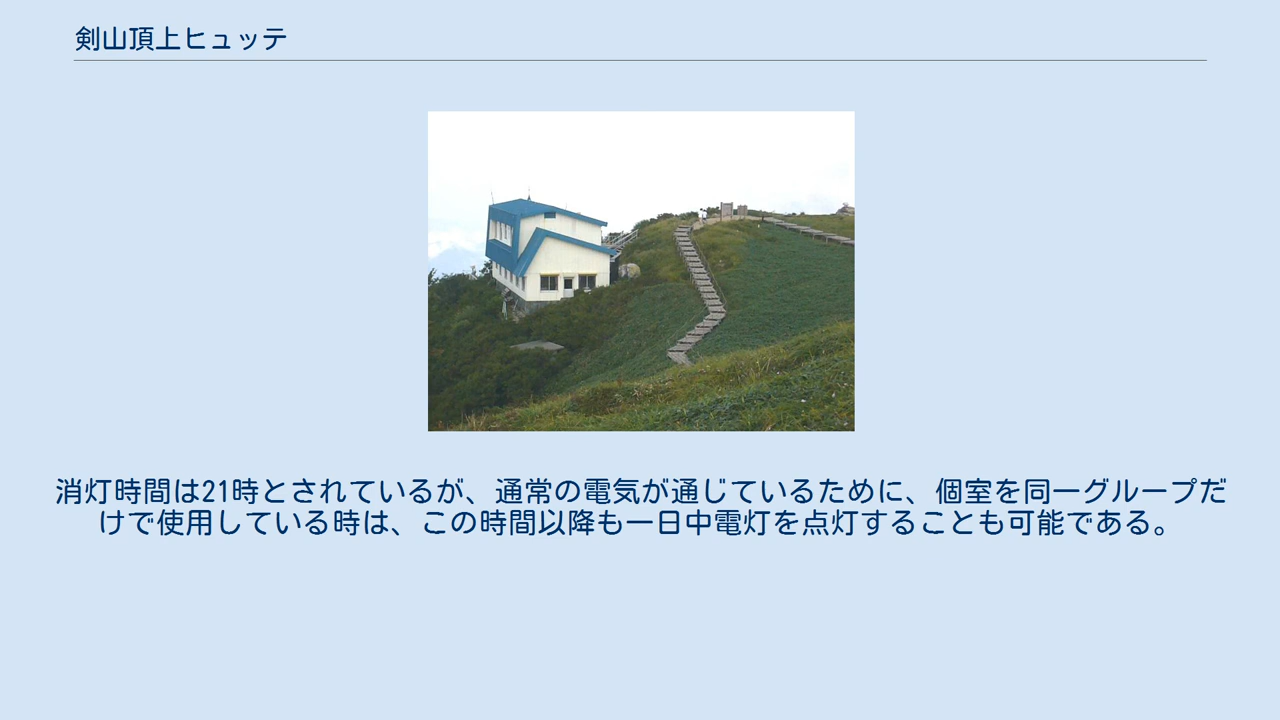 剣山頂上ヒュッテ
消灯時間は21時とされているが、通常の電気が通じているために、個室を同一グループだ
けで使用している時は、この時間以降も一日中電灯を点灯することも可能である。